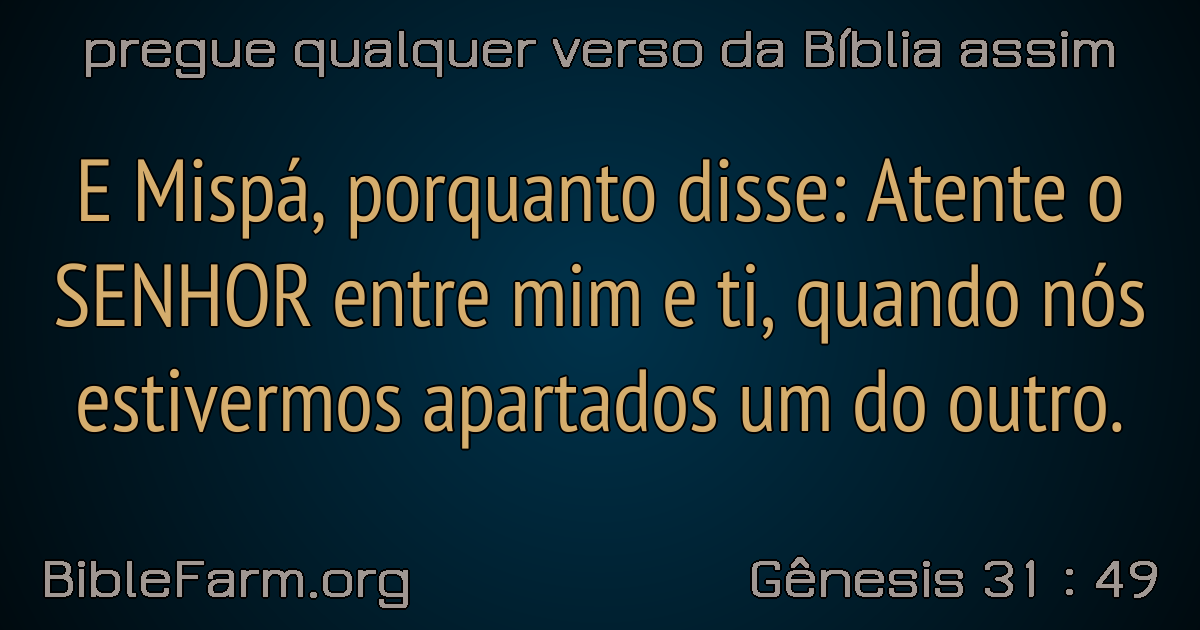 pregue qualquer verso da Bíblia assim
E Mispá, porquanto disse: Atente o
SENHOR entre mim e ti, quando nós
estivermos apartados um do outro.
BibleFarm.org
Gênesis 31 : 49